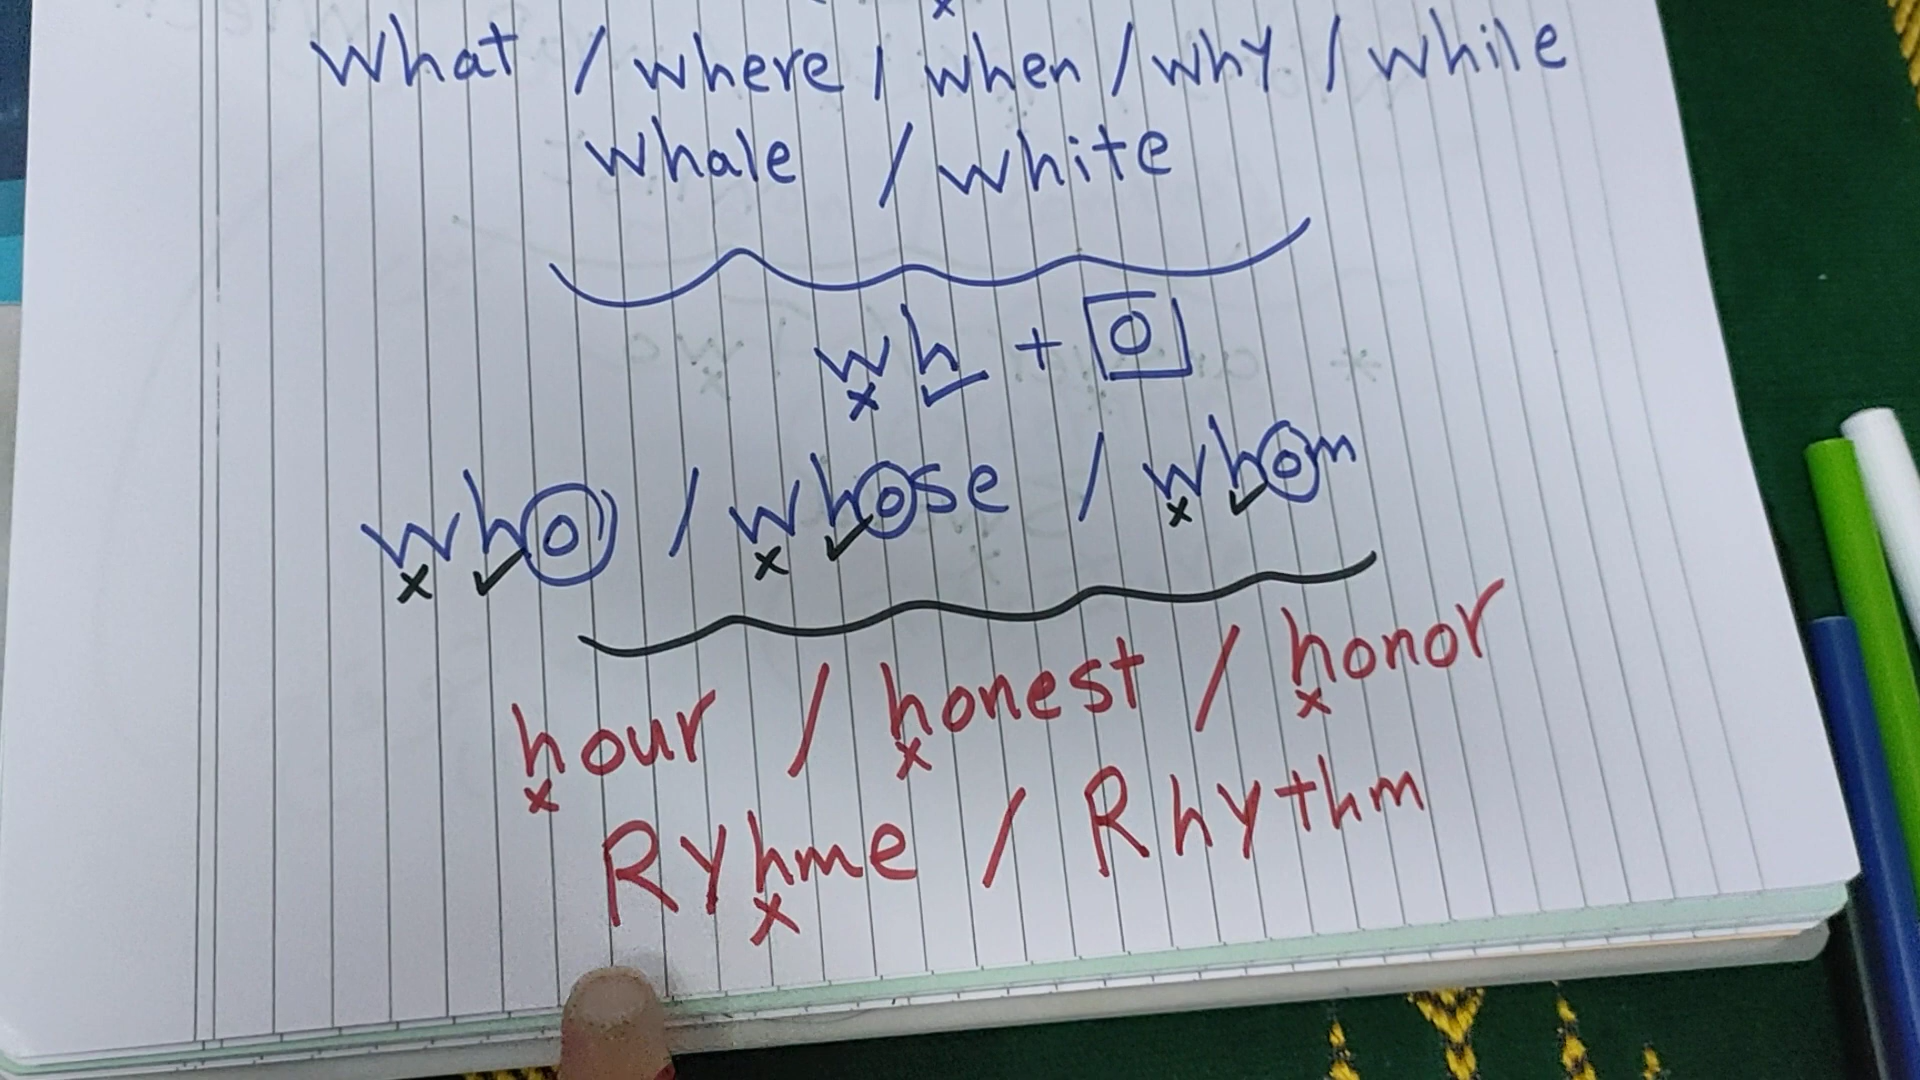 what / where / when / why / while
whale / white
wh + o
who / whose / whom
hour / honest / honor
Ryhme / Rhythm